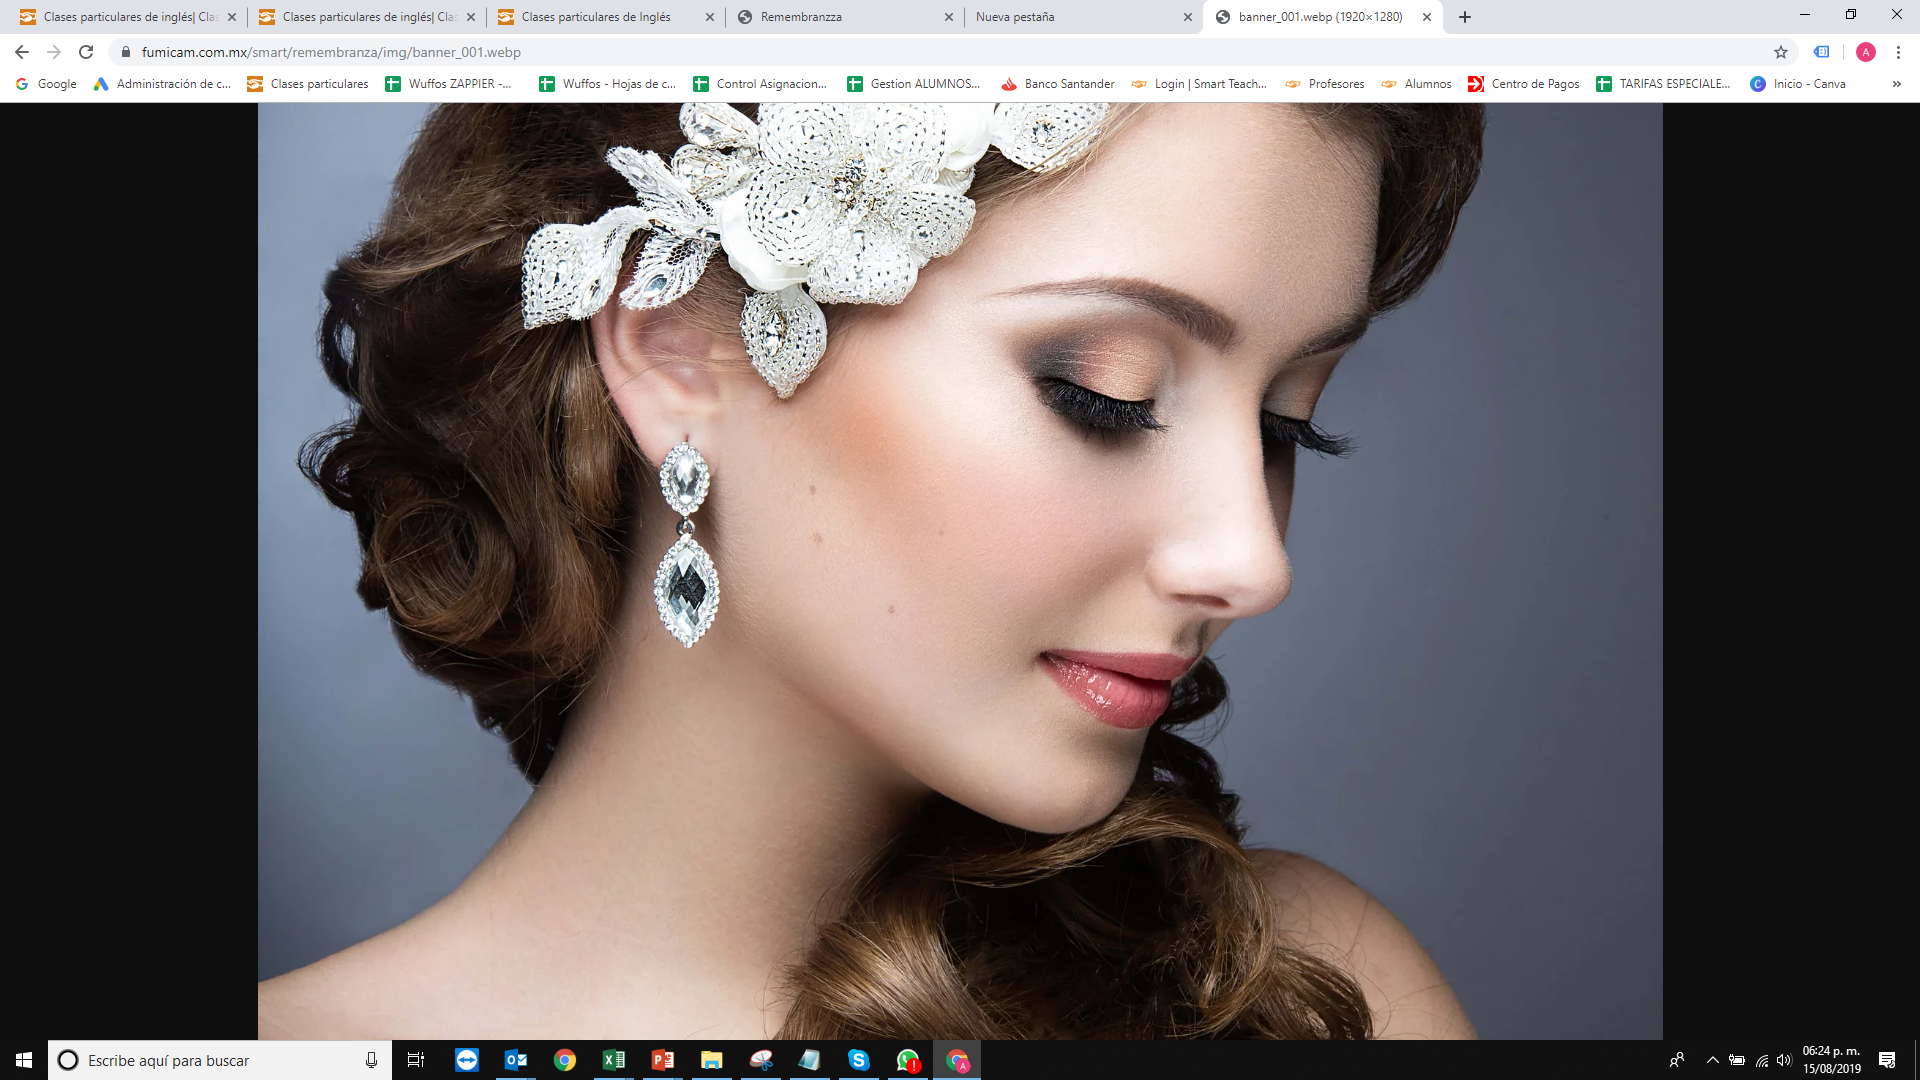 Clases particulares de inglés| Cla
Clases particulares de inglés| Cla
Clases particulares de Inglés
Remembranzza
Nueva pestaña
banner_001.webp (1920×1280)
fumicam.com.mx/smart/remembranza/img/banner_001.webp
A
Google
Administración de c...
Clases particulares
Wuffos ZAPPIER -...
Wuffos - Hojas de c...
Control Asignacion...
Gestion ALUMNOS...
Banco Santander
Login | Smart Teach...
Profesores
Alumnos
Centro de Pagos
TARIFAS ESPECIALE...
Inicio - Canva
»
Escribe aquí para buscar
06:24 p. m.
15/08/2019